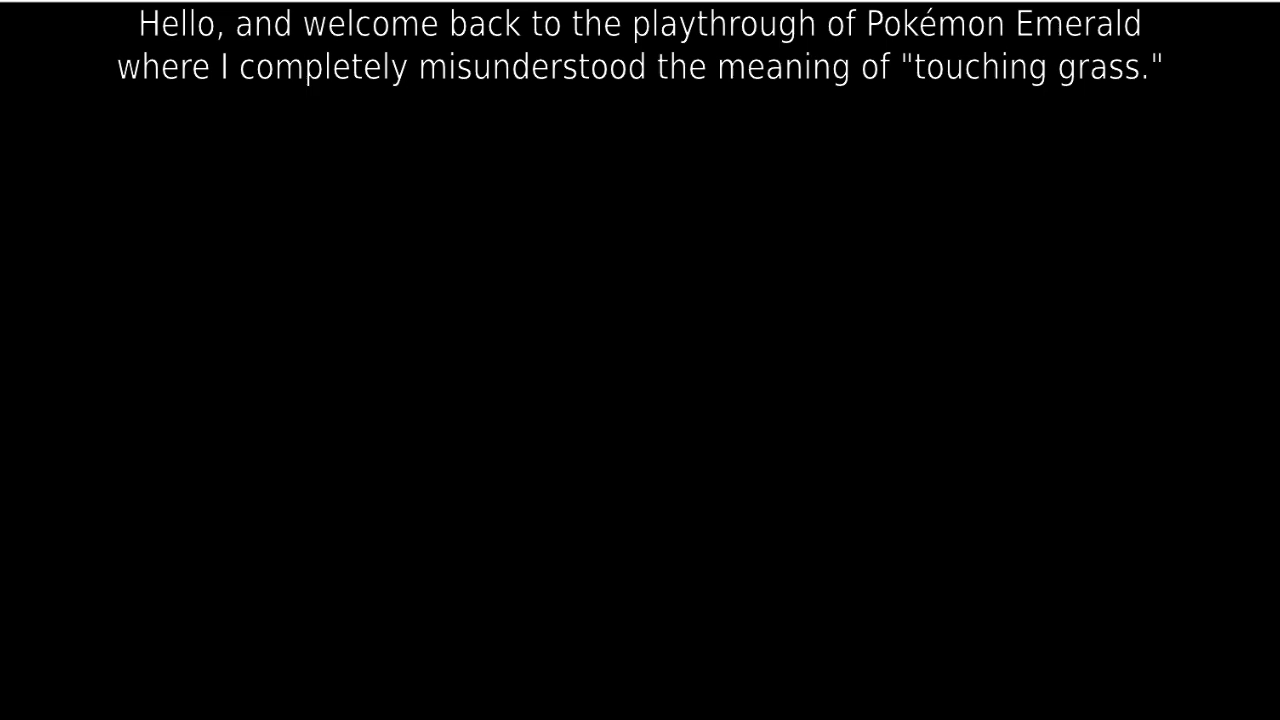 Hello, and welcome back to the playthrough of Pokémon Emerald
where I completely misunderstood the meaning of "touching grass."